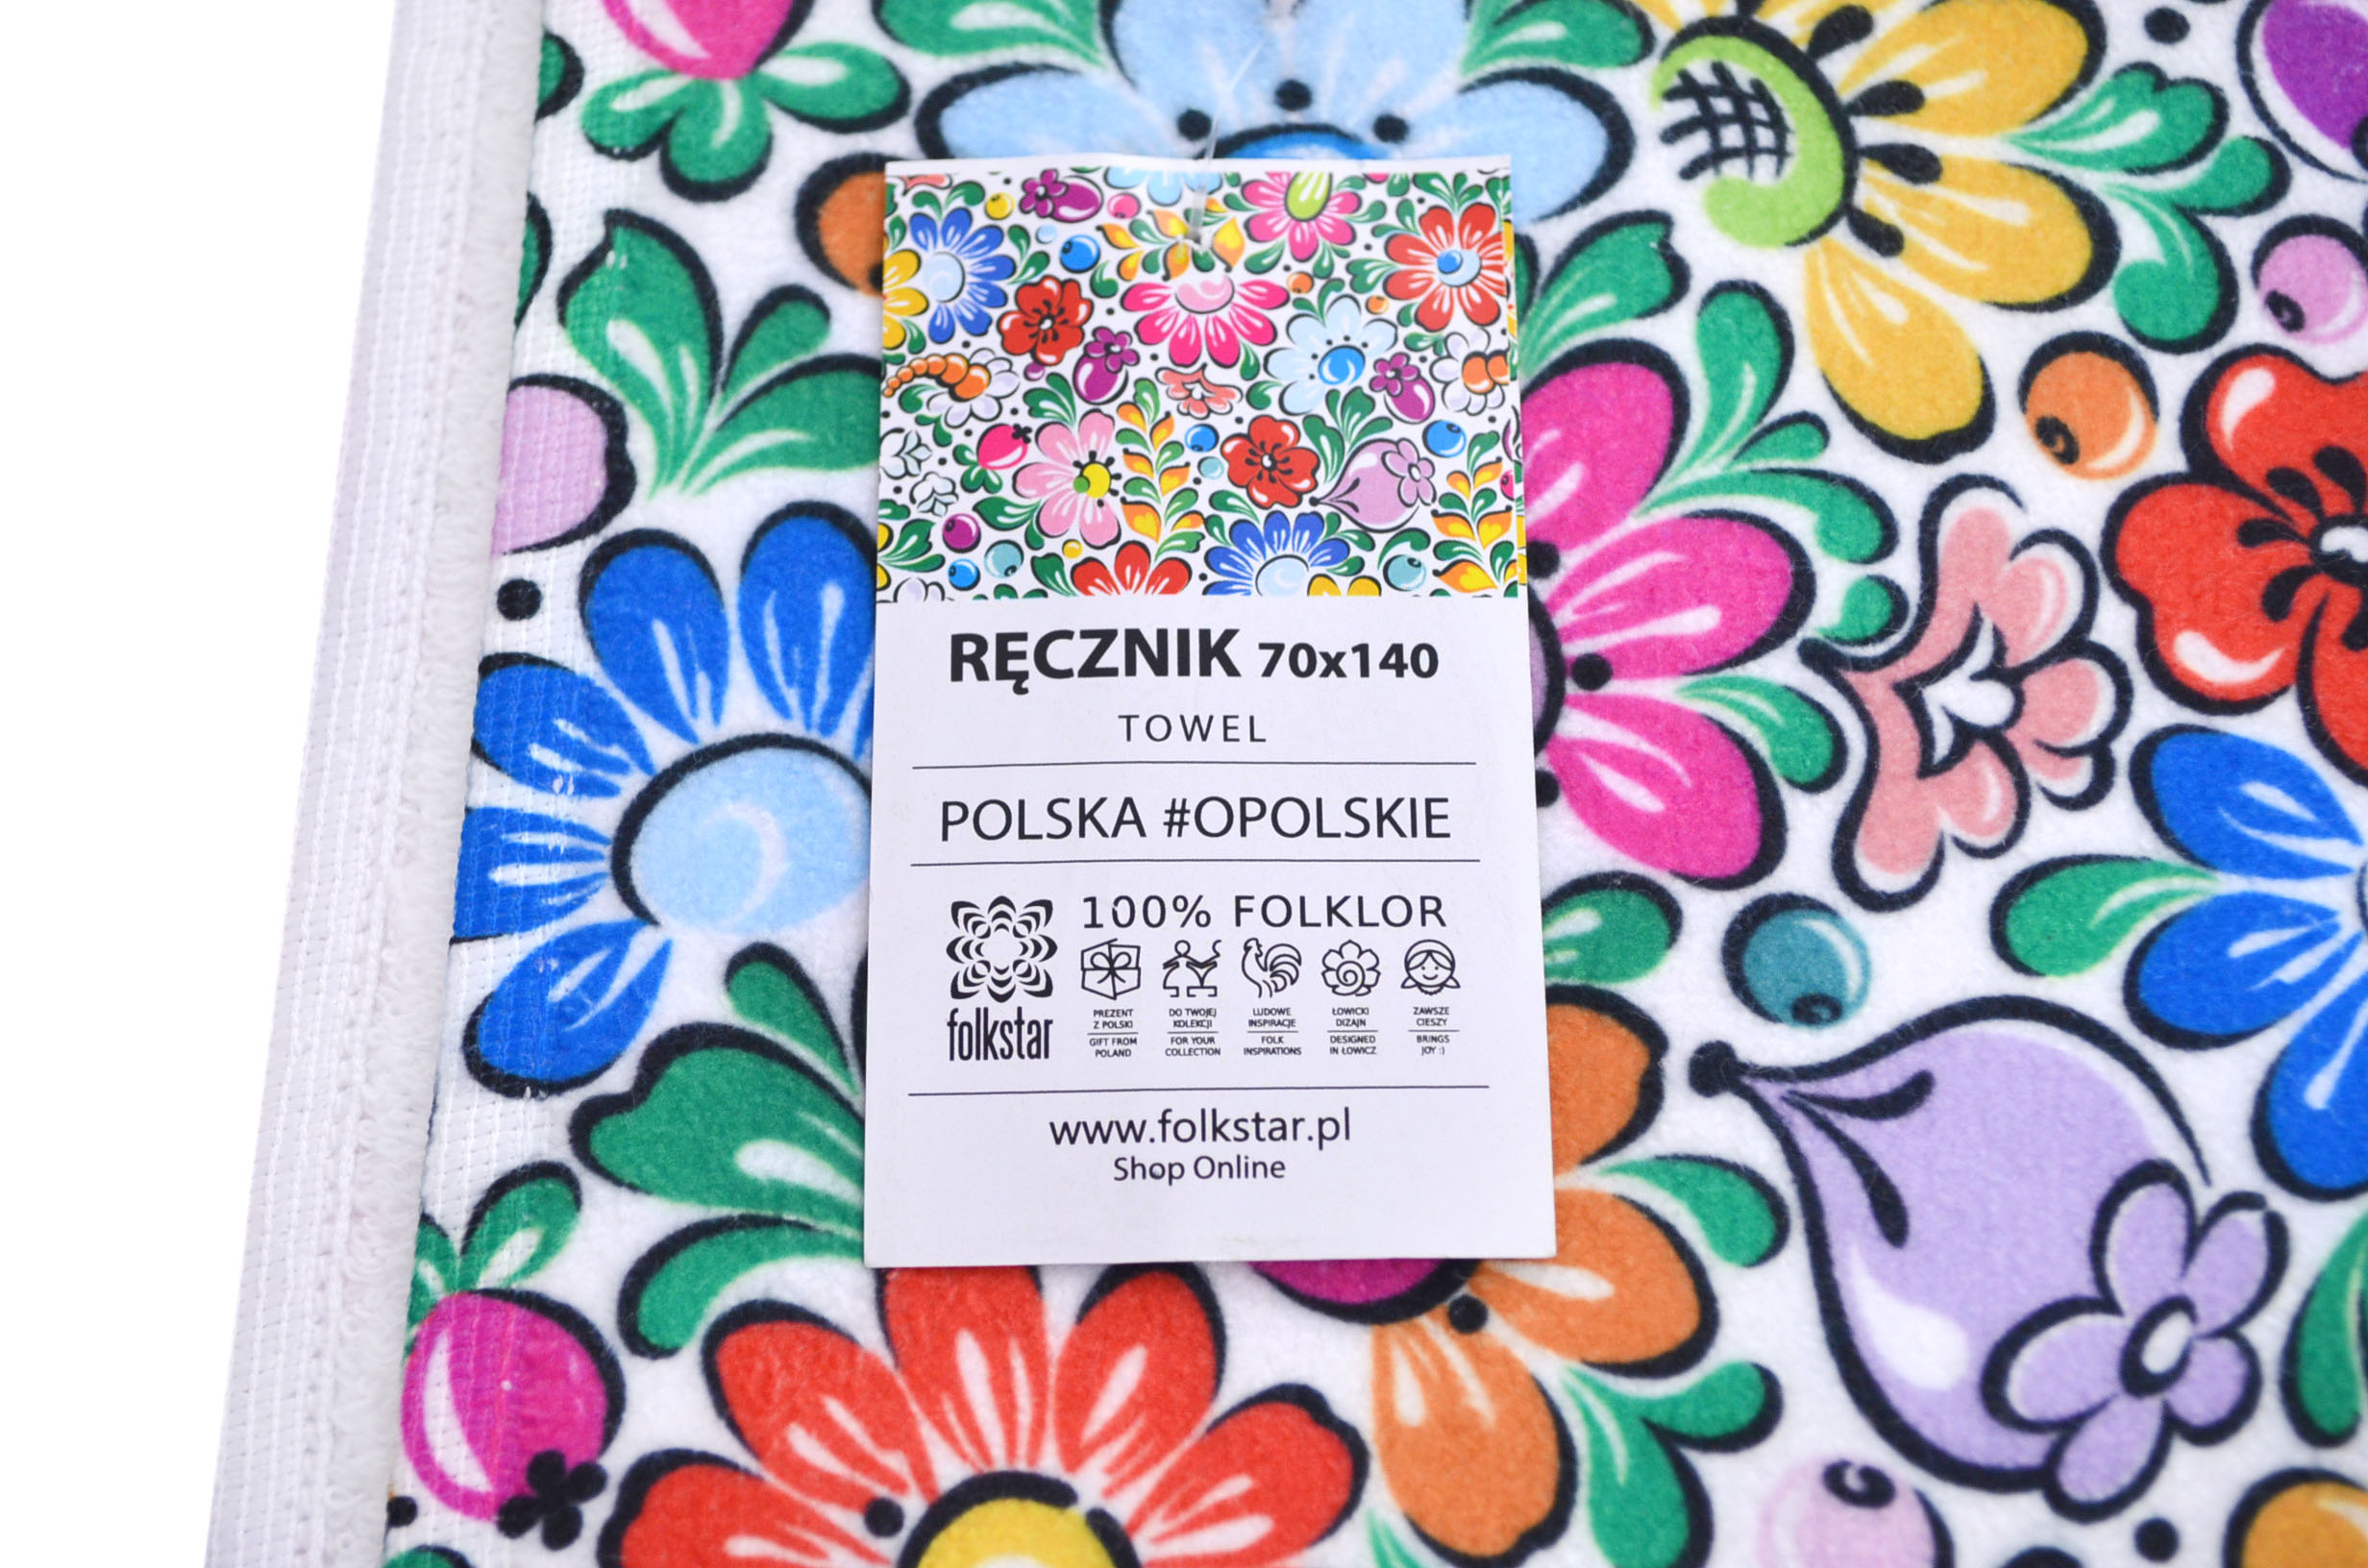 RĘCZNIK 70x140
TOWEL
POLSKA #OPOLSKIE
100% FOLKLOR
folkstar
PREZENT
Z POLSKI
GIFT FROM
POLAND
DO TWOJEJ
KOLEKCJI
FOR YOUR
COLLECTION
LUDOWE
INSPIRACJE
FOLK
INSPIRATIONS
ŁOWICKI
DIZAJN
DESIGNED
IN ŁOWICZ
ZAWSZE
CIESZY
BRINGS
JOY :)
www.folkstar.pl
Shop Online